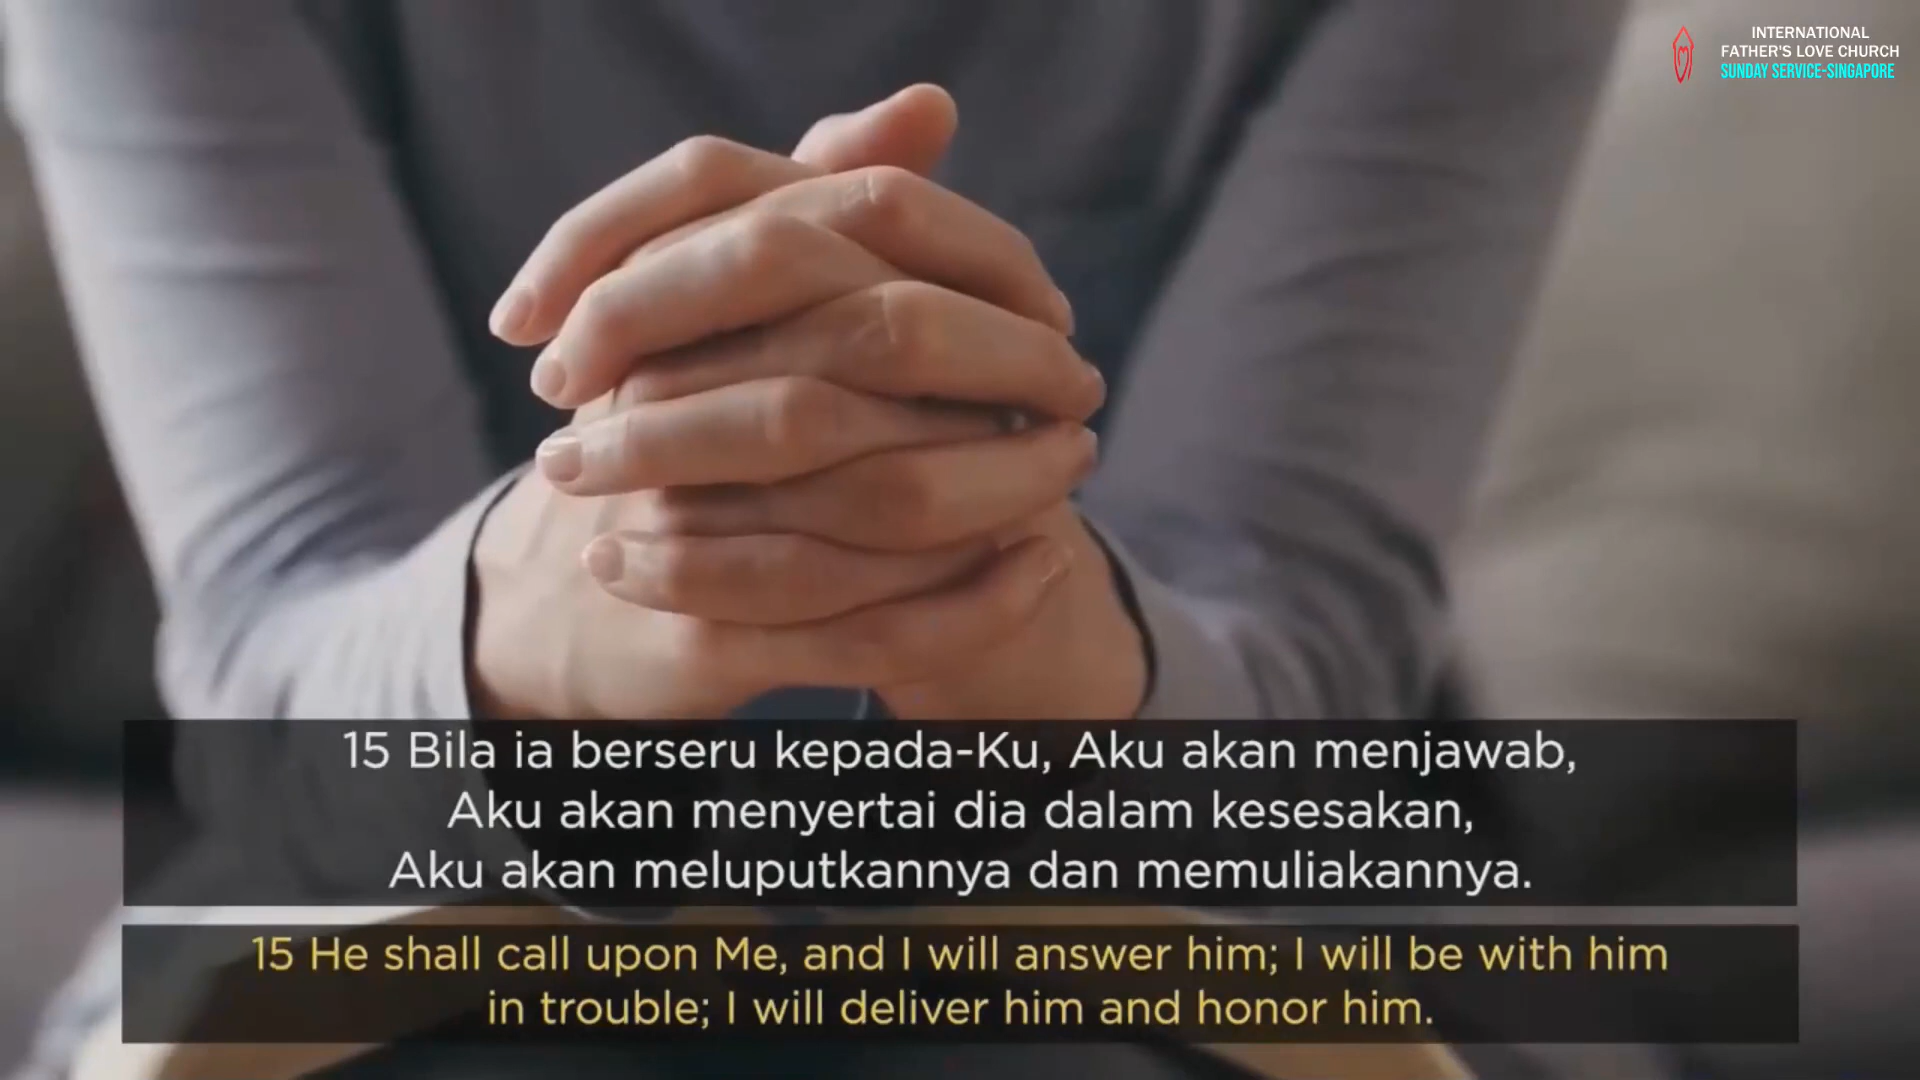 INTERNATIONAL
FATHER'S LOVE CHURCH
SUNDAY SERVICE-SINGAPORE
15 Bila ia berseru kepada-Ku, Aku akan menjawab,
Aku akan menyertai dia dalam kesesakan,
Aku akan meluputkannya dan memuliakannya.
15 He shall call upon Me, and I will answer him; I will be with him
in trouble; I will deliver him and honor him.